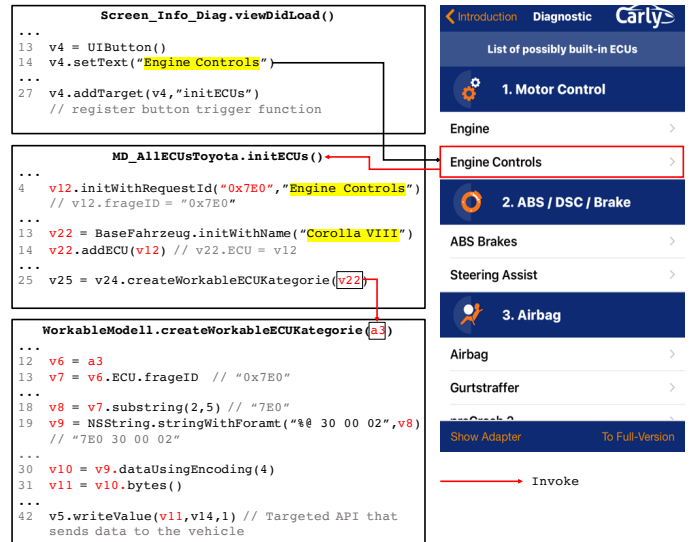 Screen_Info_Diag.viewDidLoad()
...
13 v4 = UIButton()
14 v4.setText("Engine Controls")
...
27 v4.addTarget(v4,"initECUs")
// register button trigger function
MD_AllECUsToyota.initECUs()
...
4 v12.initWithRequestId("0x7E0","Engine Controls")
// v12.frageID = "0x7E0"
...
13 v22 = BaseFahrzeug.initWithName("Corolla VIII")
14 v22.addECU(v12) // v22.ECU = v12
...
25 v25 = v24.createWorkableECUKategorie(v22)
WorkableModell.createWorkableECUKategorie(a3)
...
12 v6 = a3
13 v7 = v6.ECU.frageID // "0x7E0"
...
18 v8 = v7.substring(2,5) // "7E0"
19 v9 = NSString.stringWithForamt("%@ 30 00 02",v8)
// "7E0 30 00 02"
...
30 v10 = v9.dataUsingEncoding(4)
31 v11 = v10.bytes()
...
42 v5.writeValue(v11,v14,1) // Targeted API that
sends data to the vehicle
Introduction Diagnostic Carly
List of possibly built-in ECUs
1. Motor Control
Engine
Engine Controls
2. ABS / DSC / Brake
ABS Brakes
Steering Assist
3. Airbag
Airbag
Gurtstraffer
Show Adapter To Full-Version
Invoke